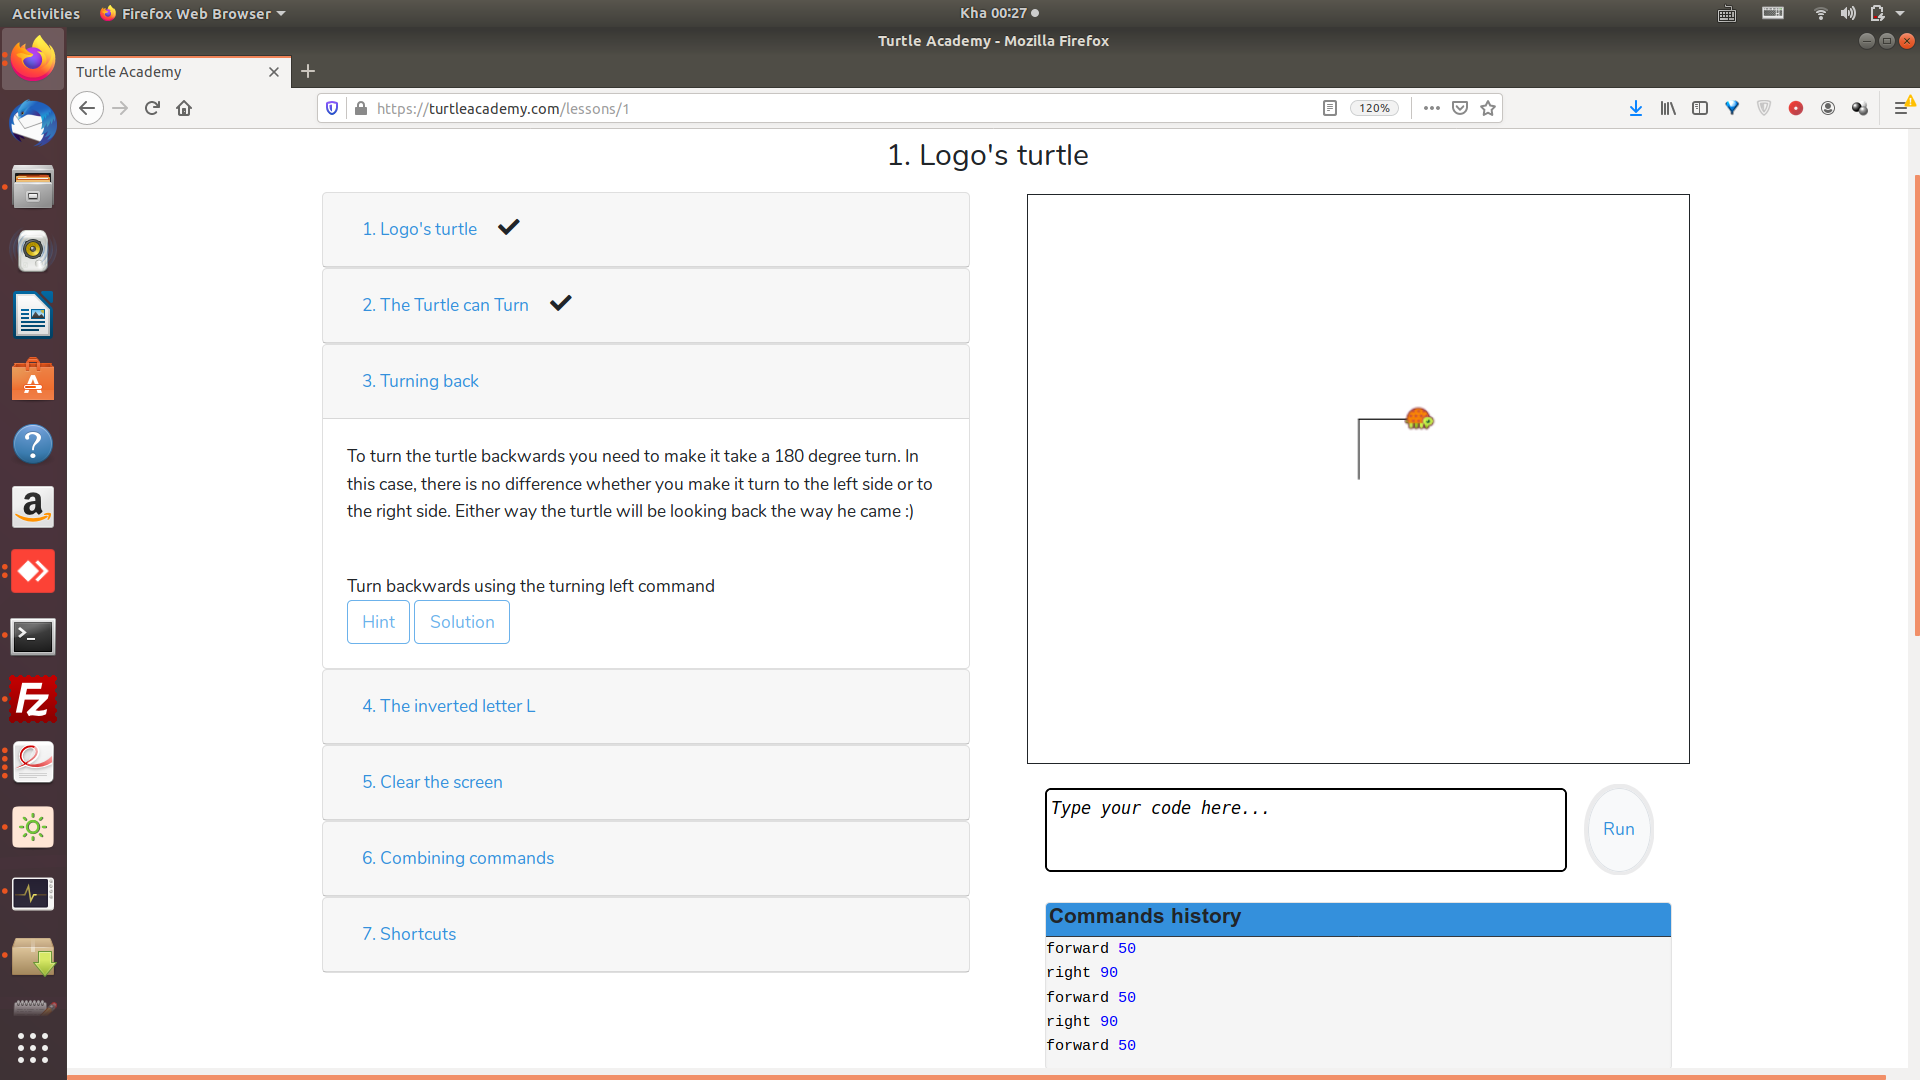 Activities
Firefox Web Browser
Kha 00:27
Turtle Academy - Mozilla Firefox
Turtle Academy
https://turtleacademy.com/lessons/1
120%
1. Logo's turtle
1. Logo's turtle
2. The Turtle can Turn
3. Turning back
To turn the turtle backwards you need to make it take a 180 degree turn. In
this case, there is no difference whether you make it turn to the left side or to
the right side. Either way the turtle will be looking back the way he came :)
Turn backwards using the turning left command
Hint
Solution
4. The inverted letter L
5. Clear the screen
6. Combining commands
7. Shortcuts
Type your code here...
Run
Commands history
forward 50
right 90
forward 50
right 90
forward 50